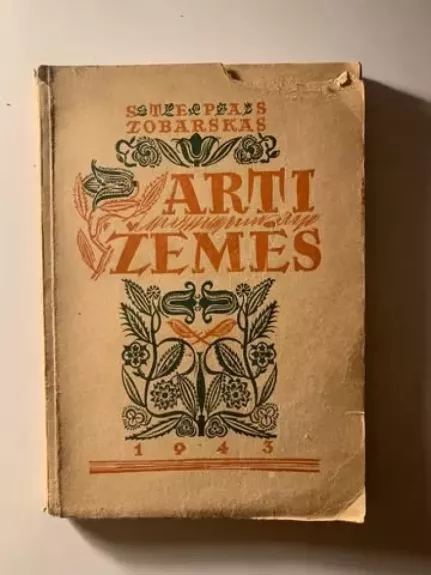 STEPAS
ZOBARSKAS
ARTI
ŽEMĖS
1943